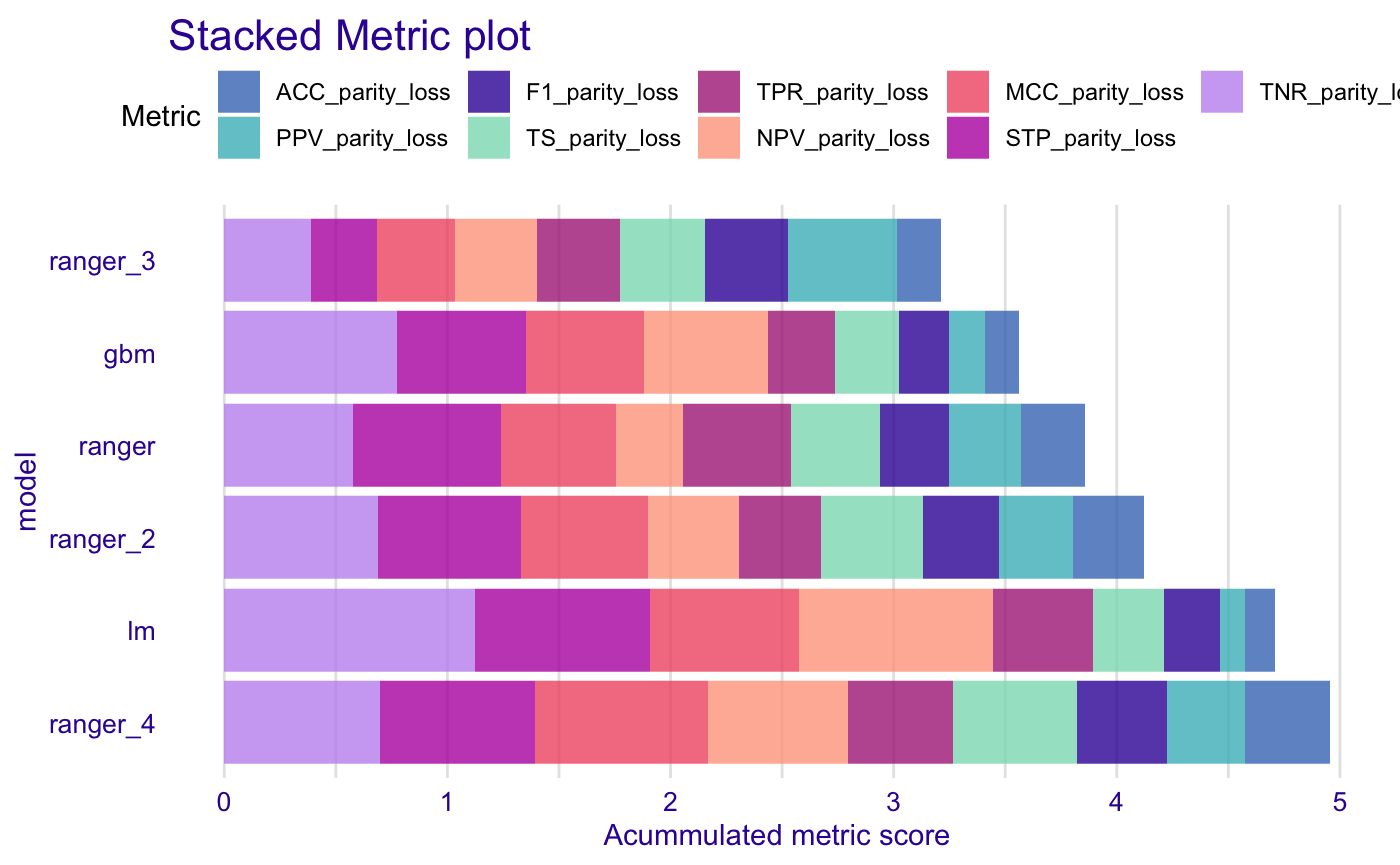 Stacked Metric plot
Metric
ACC_parity_loss F1_parity_loss TPR_parity_loss MCC_parity_loss TNR_parity_lo
PPV_parity_loss TS_parity_loss NPV_parity_loss STP_parity_loss
model
ranger_3
gbm
ranger
ranger_2
lm
ranger_4
0 1 2 3 4 5
Acummulated metric score